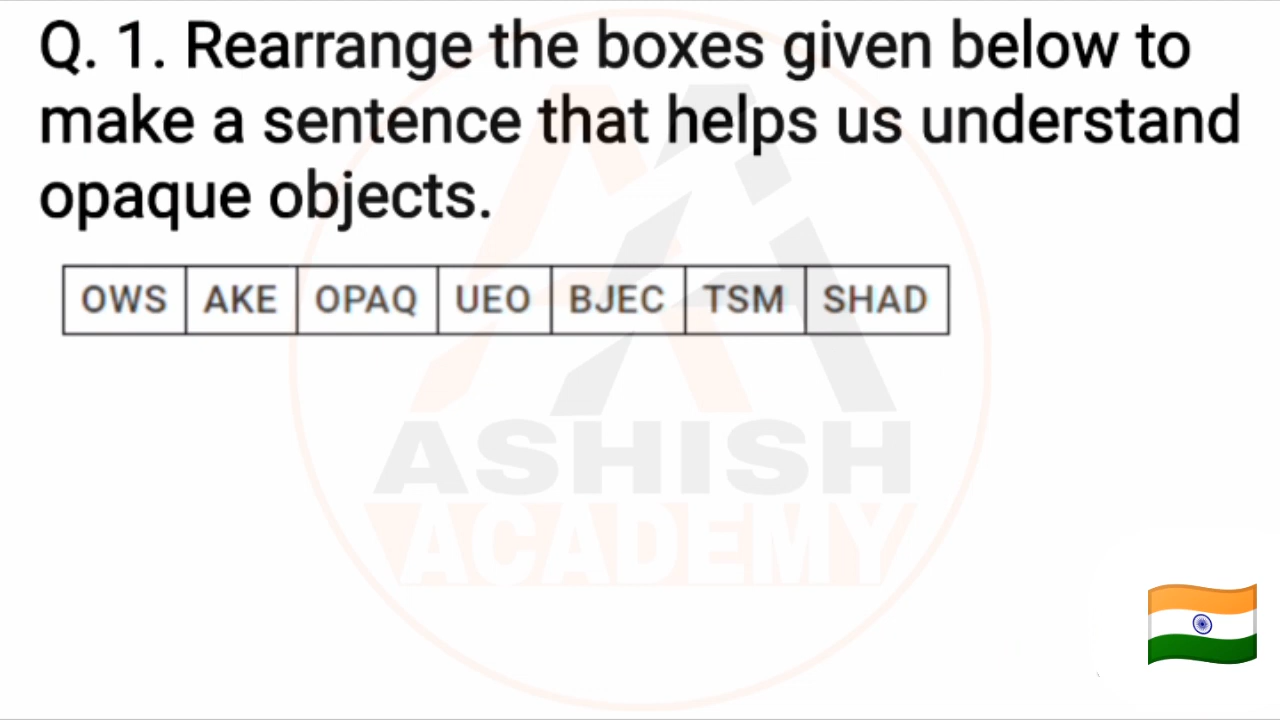 Q. 1. Rearrange the boxes given below to
make a sentence that helps us understand
opaque objects.
OWS AKE OPAQ UEO BJEC TSM SHAD
ASHISH
ACADEMY